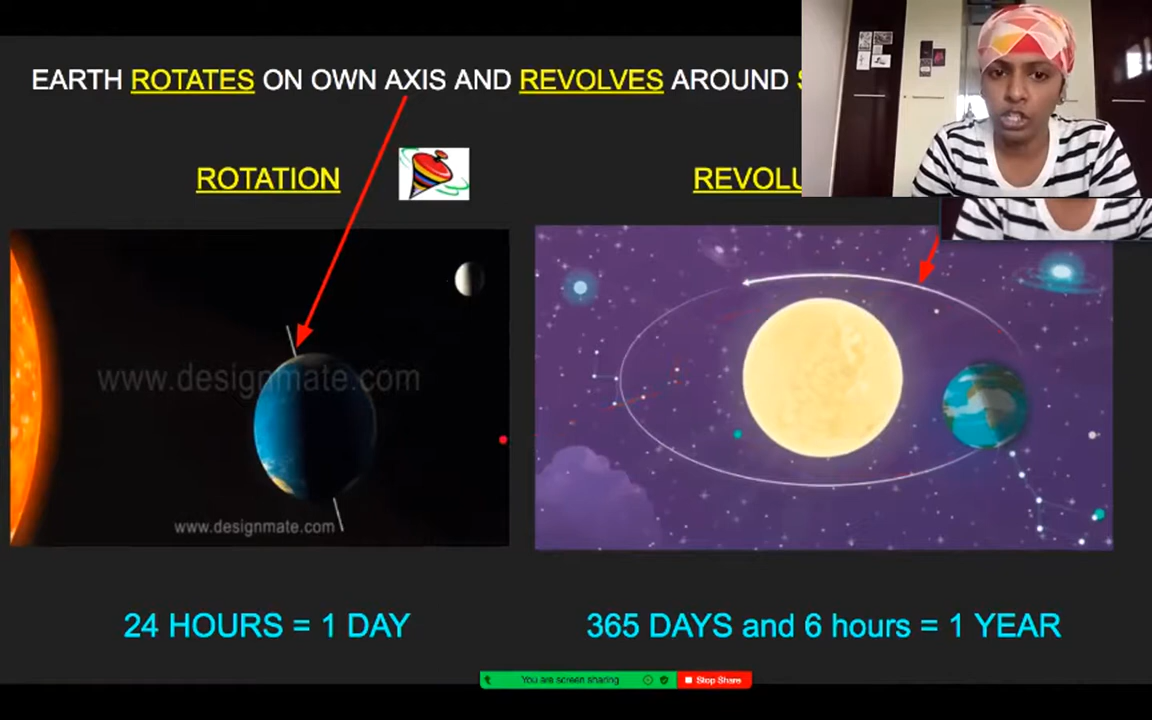 EARTH ROTATES ON OWN AXIS AND REVOLVES AROUND
ROTATION
REVOLU
www.designmate.com
www.designmate.com
24 HOURS = 1 DAY
365 DAYS and 6 hours = 1 YEAR
You are screen sharing
Stop Share